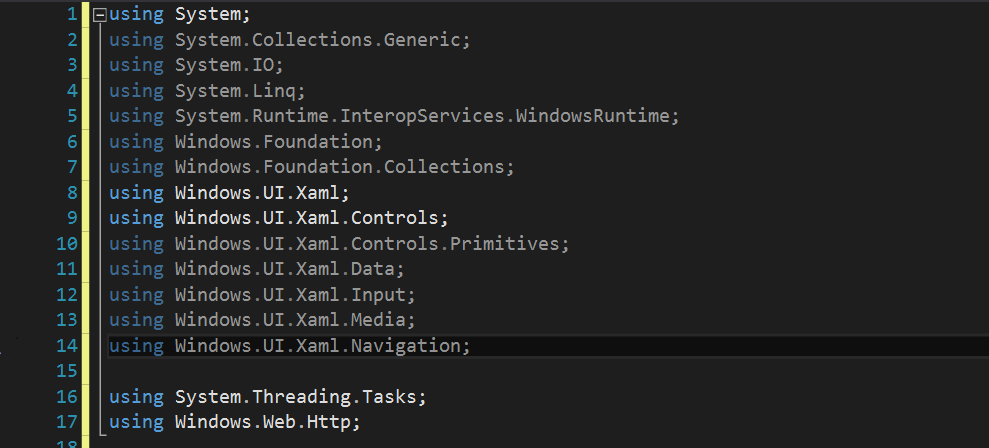 1 using System;
2 using System.Collections.Generic;
3 using System.IO;
4 using System.Linq;
5 using System.Runtime.InteropServices.WindowsRuntime;
6 using Windows.Foundation;
7 using Windows.Foundation.Collections;
8 using Windows.UI.Xaml;
9 using Windows.UI.Xaml.Controls;
10 using Windows.UI.Xaml.Controls.Primitives;
11 using Windows.UI.Xaml.Data;
12 using Windows.UI.Xaml.Input;
13 using Windows.UI.Xaml.Media;
14 using Windows.UI.Xaml.Navigation;
15
16 using System.Threading.Tasks;
17 using Windows.Web.Http;
18